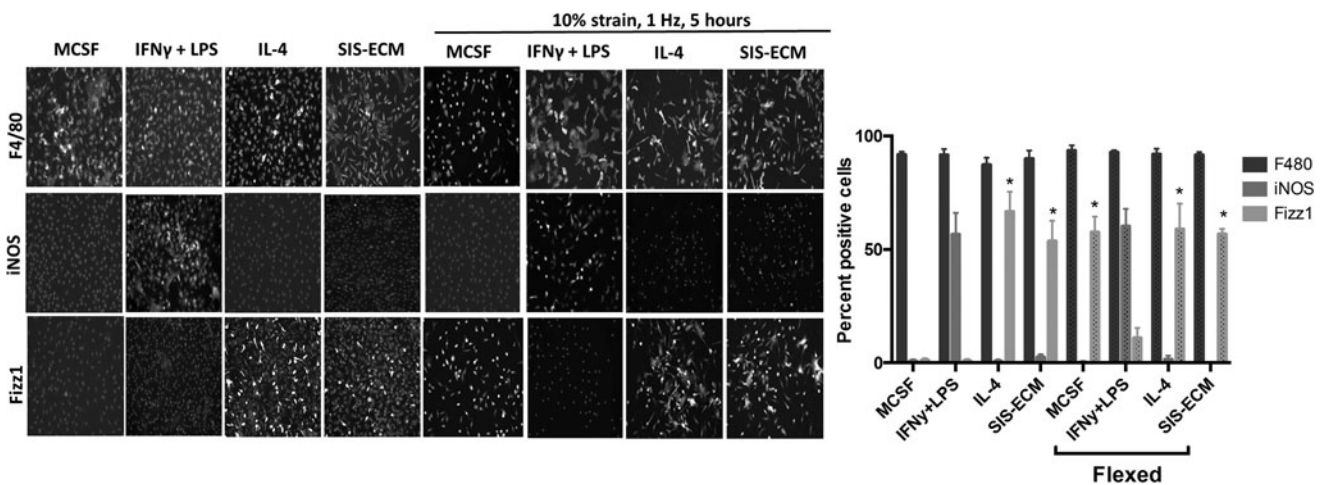 10% strain, 1 Hz, 5 hours
MCSF IFNγ + LPS IL-4 SIS-ECM MCSF IFNγ + LPS IL-4 SIS-ECM
F4/80
iNOS
Fizz1
Percent positive cells
100
50
0
F480
iNOS
Fizz1
* * * * *
MCSF IFNγ+LPS IL-4 SIS-ECM MCSF IFNγ+LPS IL-4 SIS-ECM
Flexed